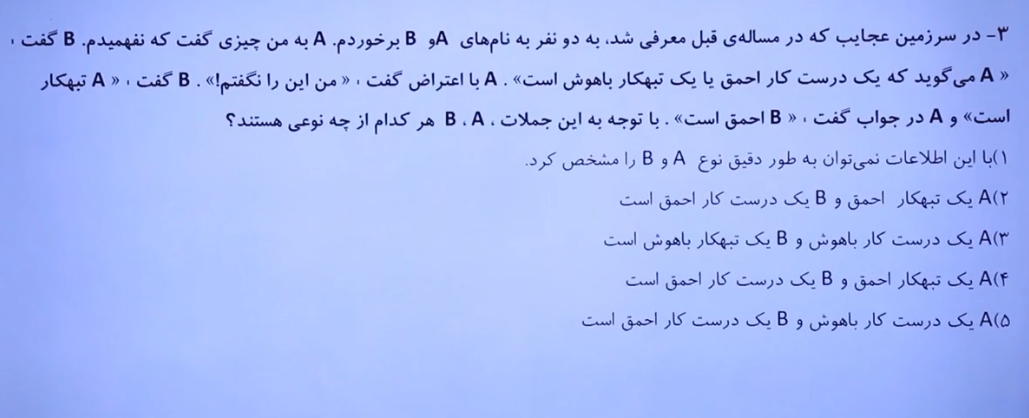 ۳- در سرزمین عجایب که در مساله‌ی قبل معرفی شد، به دو نفر به نام‌های A و B برخوردم. A به من چیزی گفت که نفهمیدم. B گفت ،
« A می‌گوید که یک درست کار احمق یا یک تبهکار باهوش است» . A با اعتراض گفت ، « من این را نگفتم!» . B گفت ، « A تبهکار
است» و A در جواب گفت ، « B احمق است» . با توجه به این جملات ، A ، B هر کدام از چه نوعی هستند؟
۱)با این اطلاعات نمی‌توان به طور دقیق نوع A و B را مشخص کرد.
۲)A یک تبهکار احمق و B یک درست کار احمق است
۳)A یک درست کار باهوش و B یک تبهکار باهوش است
۴)A یک تبهکار احمق و B یک درست کار احمق است
۵)A یک درست کار باهوش و B یک درست کار احمق است